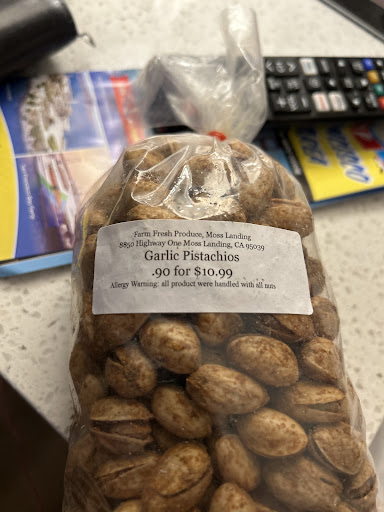 Farm Fresh Produce, Moss Landing
8850 Highway One Moss Landing, CA 95039
Garlic Pistachios
.90 for $10.99
Allergy Warning: all product were handled with all nuts